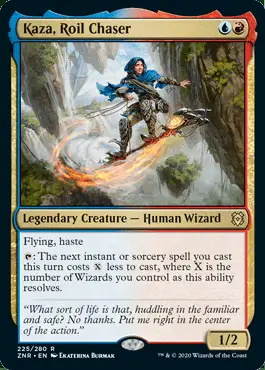 Kaza, Roil Chaser
Legendary Creature — Human Wizard
Flying, haste
: The next instant or sorcery spell you cast
this turn costs X less to cast, where X is the
number of Wizards you control as this ability
resolves.
“What sort of life is that, huddling in the familiar
and safe? No thanks. Put me right in the center
of the action.”
225/280 R
ZNR • EN EKATERINA BURMAK
1/2
™ & © 2020 Wizards of the Coast